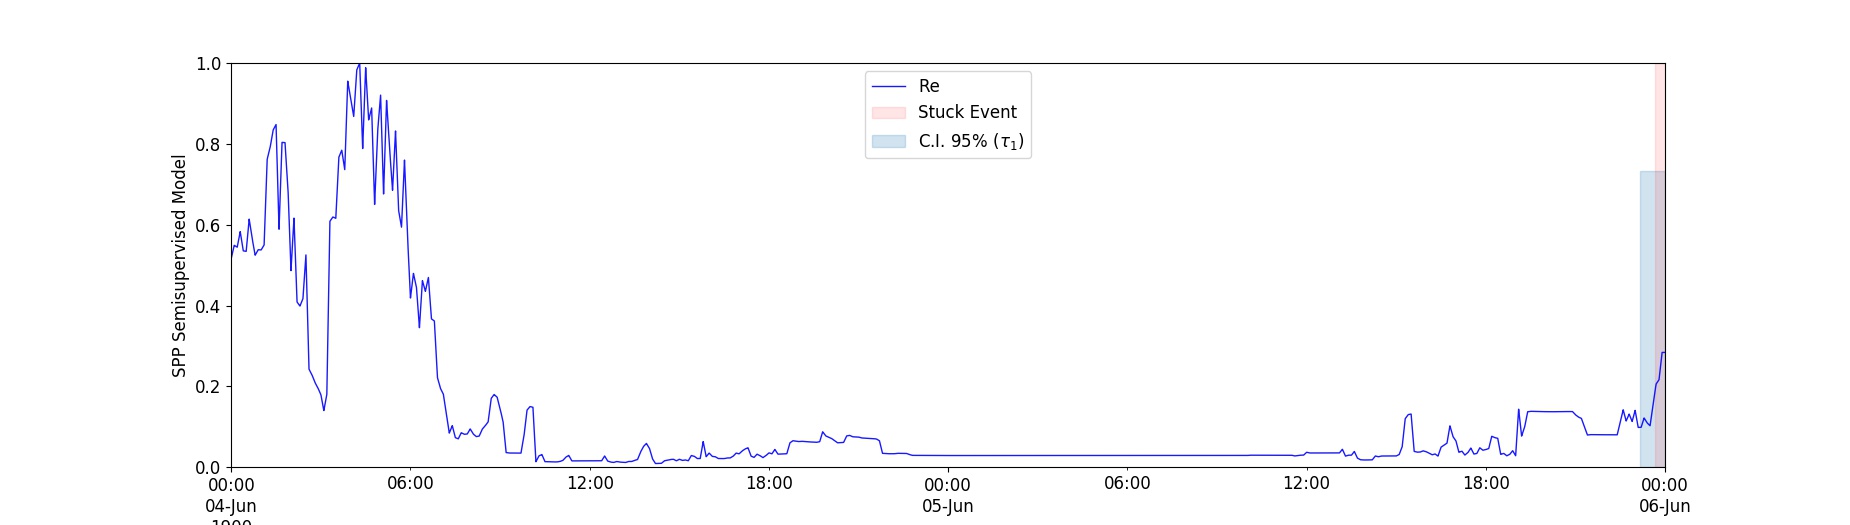 1.0
0.8
0.6
0.4
0.2
0.0
SPP Semisupervised Model
Re
Stuck Event
C.I. 95% (τ₁)
00:00 06:00 12:00 18:00 00:00 06:00 12:00 18:00 00:00
04-Jun 05-Jun 06-Jun